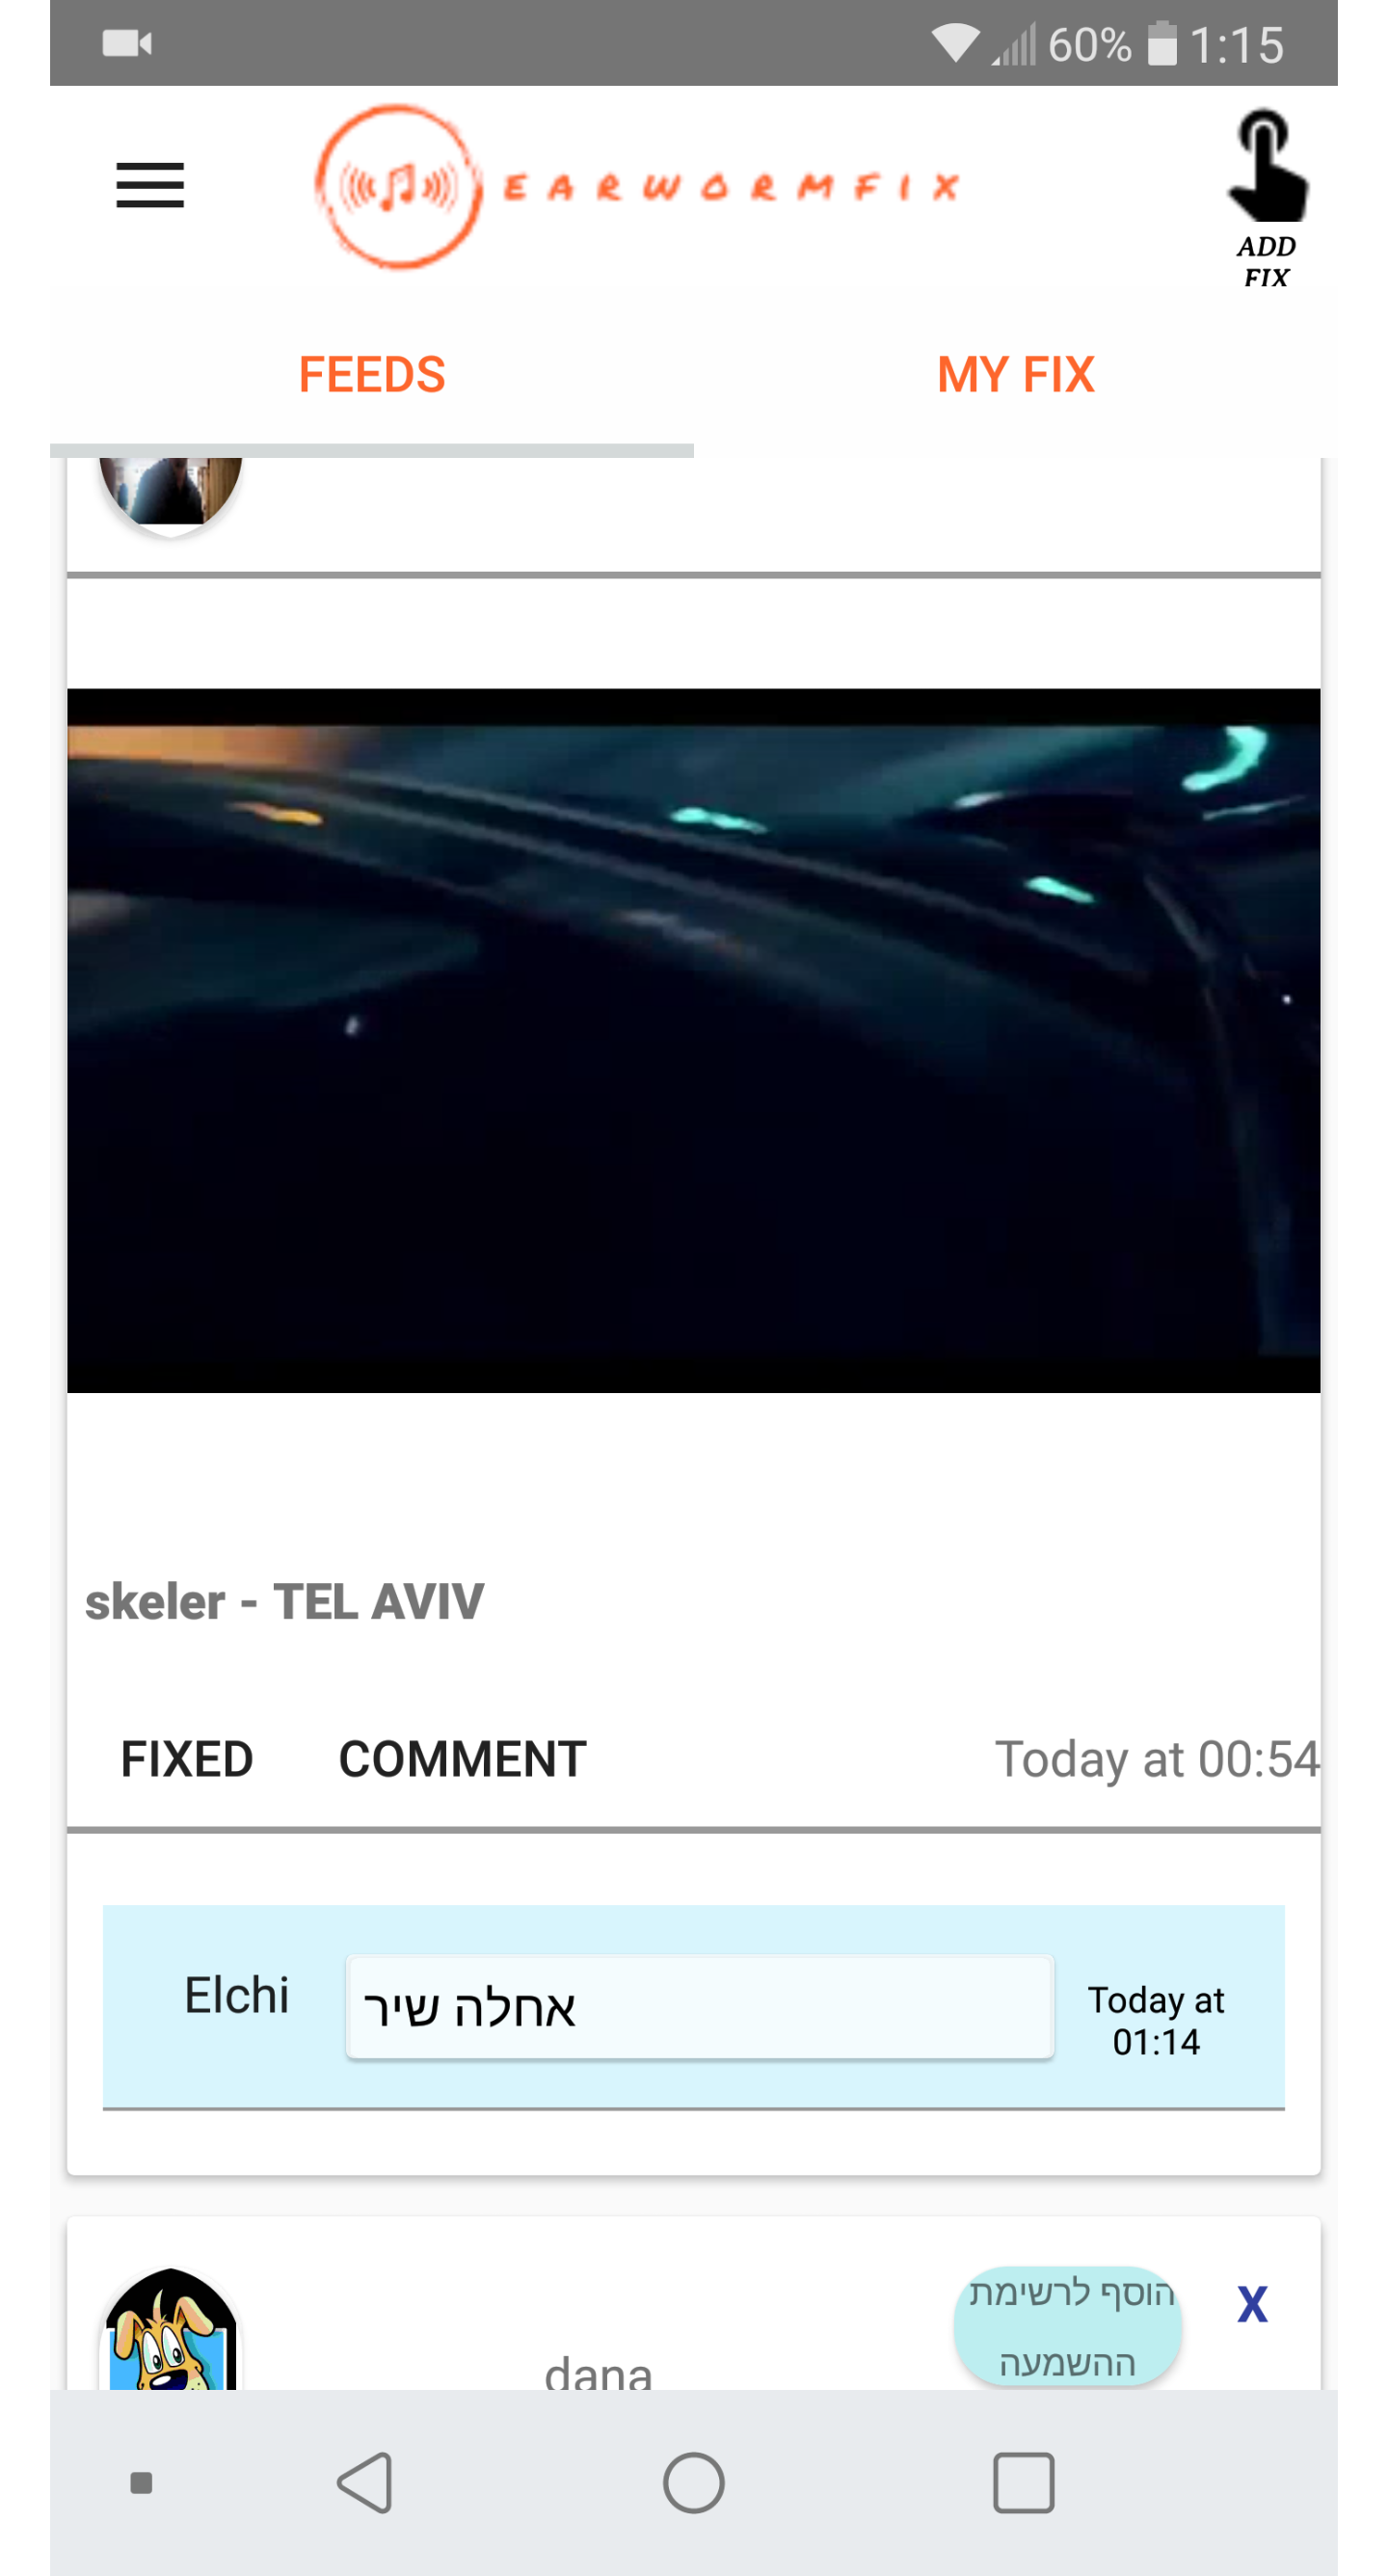 60% 1:15
EARWORMFIX
ADD
FIX
FEEDS
MY FIX
skeler - TEL AVIV
FIXED
COMMENT
Today at 00:54
Elchi
אחלה שיר
Today at
01:14
הוסף לרשימת
ההשמעה
X
dana